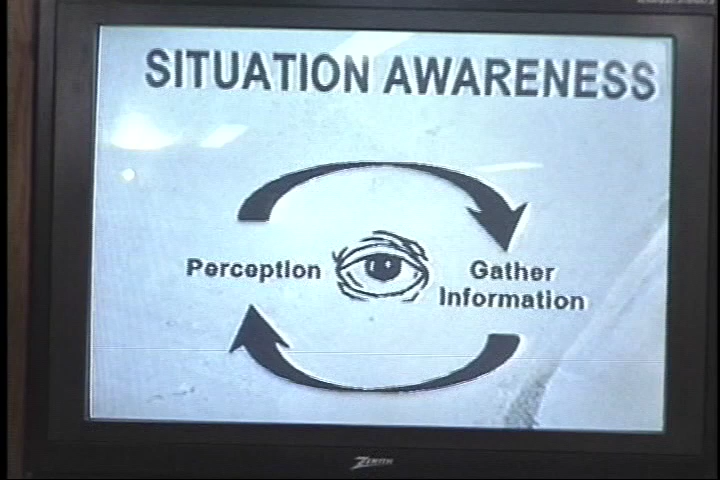 SITUATION AWARENESS
Perception
Gather
Information
ZENITH